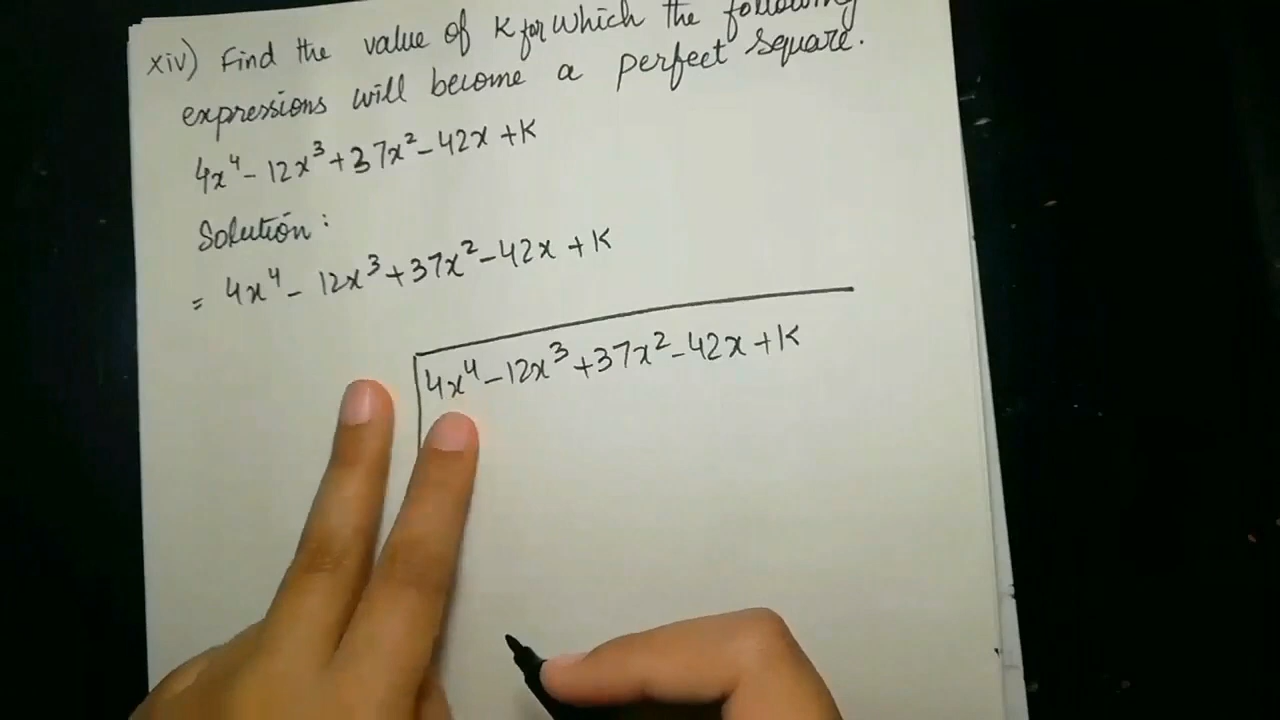 xiv) Find the value of K for which the following
expressions will become a perfect square.
4x⁴ - 12x³ + 37x² - 42x + K
Solution:
= 4x⁴ - 12x³ + 37x² - 42x + K
4x⁴ - 12x³ + 37x² - 42x + K